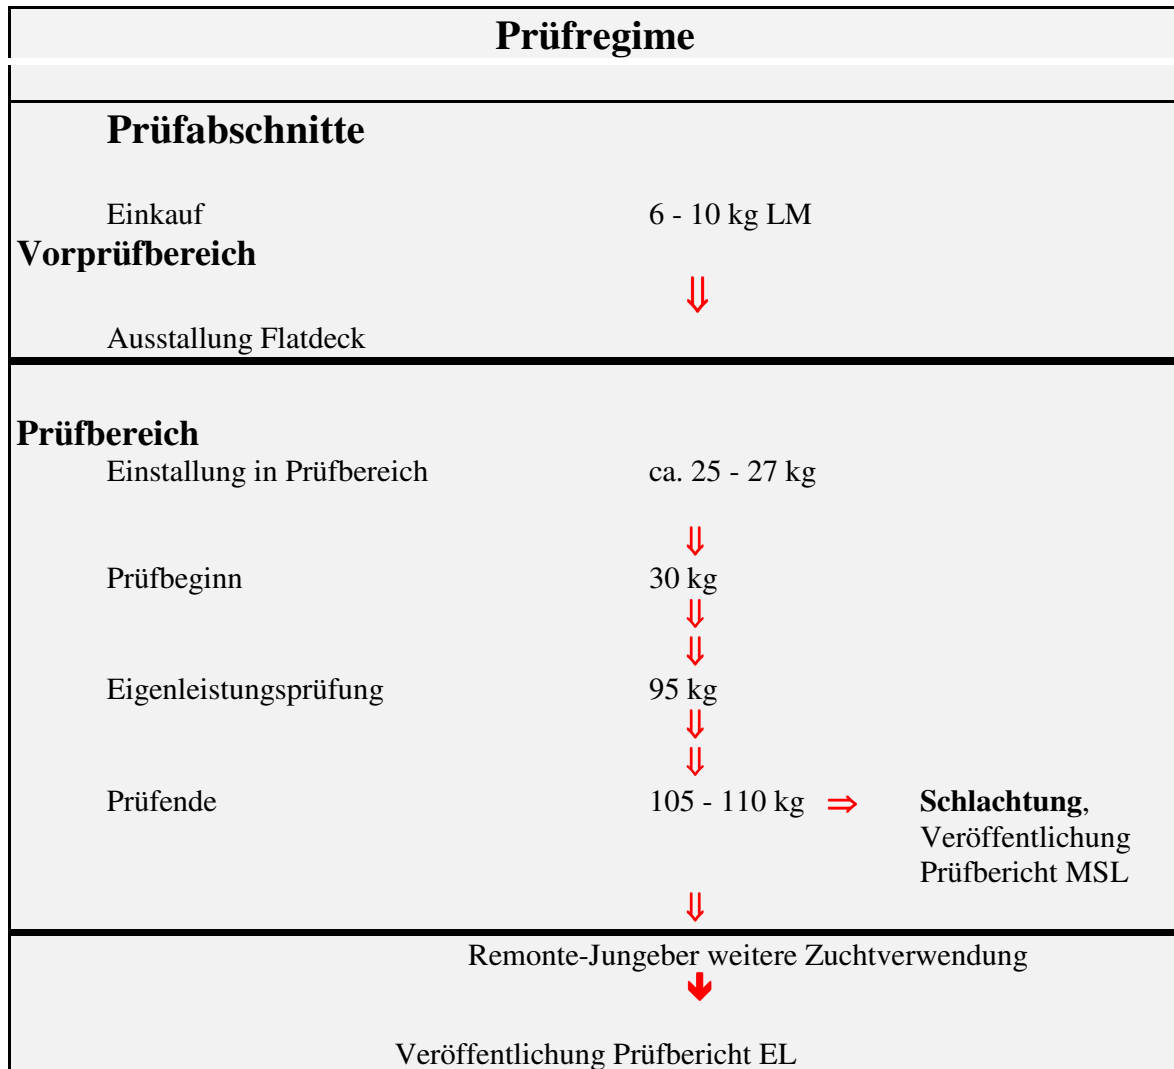 Prüfregime
Prüfabschnitte
Einkauf 6 - 10 kg LM
Vorprüfbereich
⇓
Ausstallung Flatdeck
Prüfbereich
Einstallung in Prüfbereich ca. 25 - 27 kg
⇓
Prüfbeginn 30 kg
⇓
⇓
Eigenleistungsprüfung 95 kg
⇓
⇓
Prüfende 105 - 110 kg ⇒ Schlachtung,
Veröffentlichung
Prüfbericht MSL
⇓
Remonte-Jungeber weitere Zuchtverwendung
🡻
Veröffentlichung Prüfbericht EL